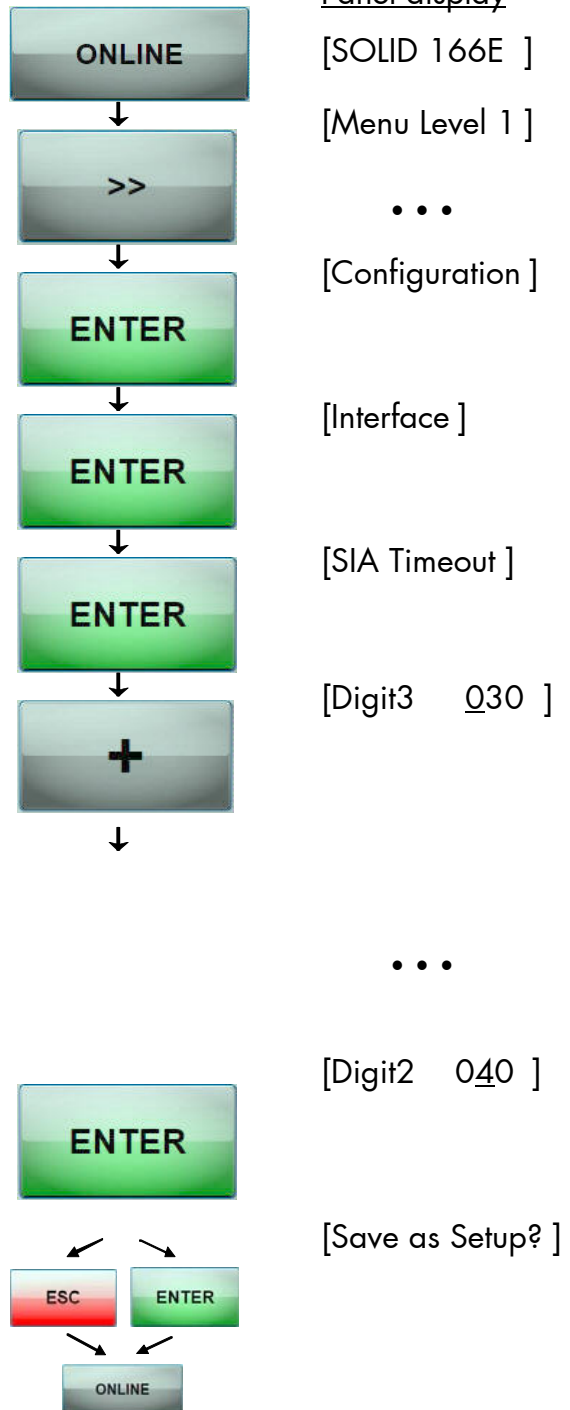 Panel display
ONLINE [SOLID 166E ]
[Menu Level 1 ]
>>
• • •
[Configuration ]
ENTER
[Interface ]
ENTER
[SIA Timeout ]
ENTER
[Digit3 030 ]
+
• • •
[Digit2 040 ]
ENTER
[Save as Setup? ]
ESC ENTER
ONLINE